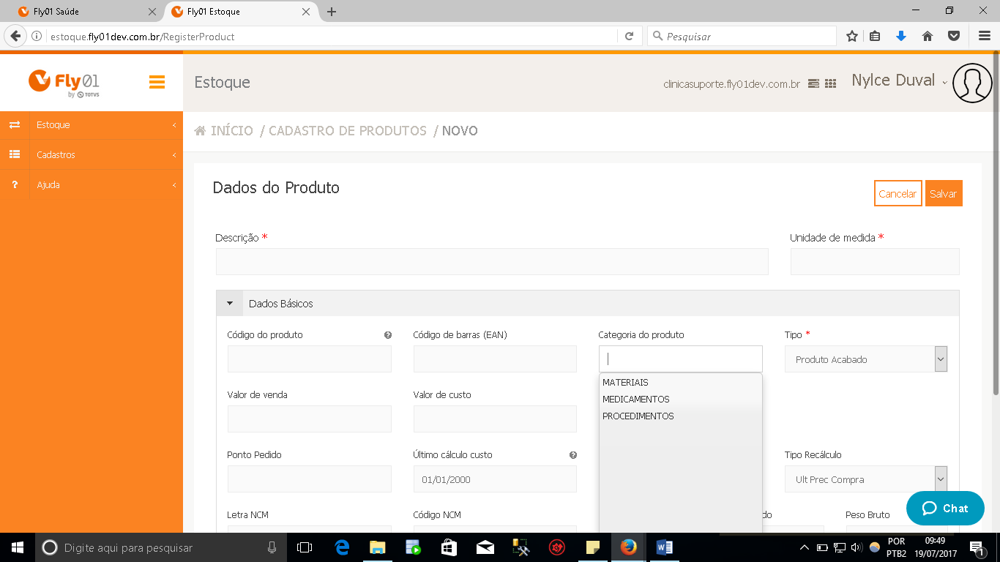 Fly01 Saúde
Fly01 Estoque
estoque.fly01dev.com.br/RegisterProduct
Pesquisar
Fly01
by TOTVS
Estoque
clinicasuporte.fly01dev.com.br
Nylce Duval
Estoque
Cadastros
Ajuda
INÍCIO / CADASTRO DE PRODUTOS / NOVO
Dados do Produto
Cancelar
Salvar
Descrição *
Unidade de medida *
Dados Básicos
Código do produto
Código de barras (EAN)
Categoria do produto
Tipo *
Produto Acabado
MATERIAIS
MEDICAMENTOS
PROCEDIMENTOS
Valor de venda
Valor de custo
Ponto Pedido
Último cálculo custo
Tipo Recálculo
01/01/2000
Ult Prec Compra
Letra NCM
Código NCM
do
Peso Bruto
Chat
Digite aqui para pesquisar
POR
PTB2
09:49
19/07/2017
1